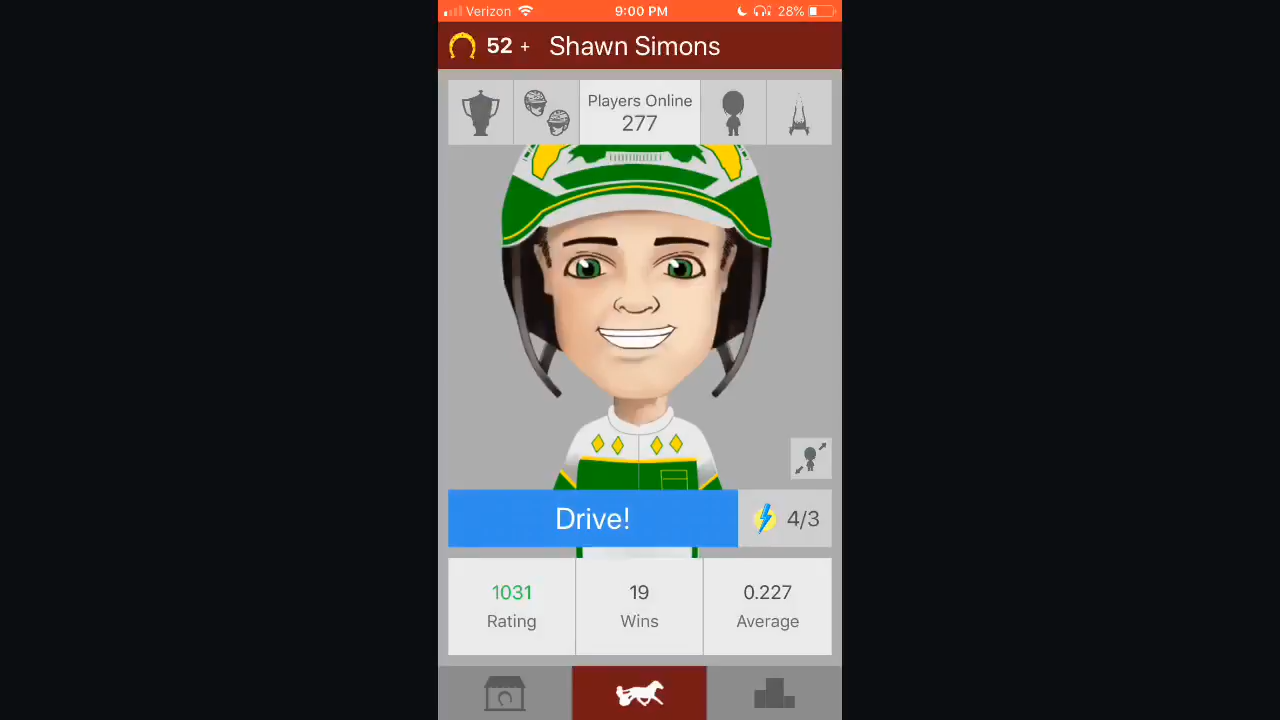 Verizon 9:00 PM 28%
52 + Shawn Simons
Players Online
277
Drive! 4/3
1031 19 0.227
Rating Wins Average